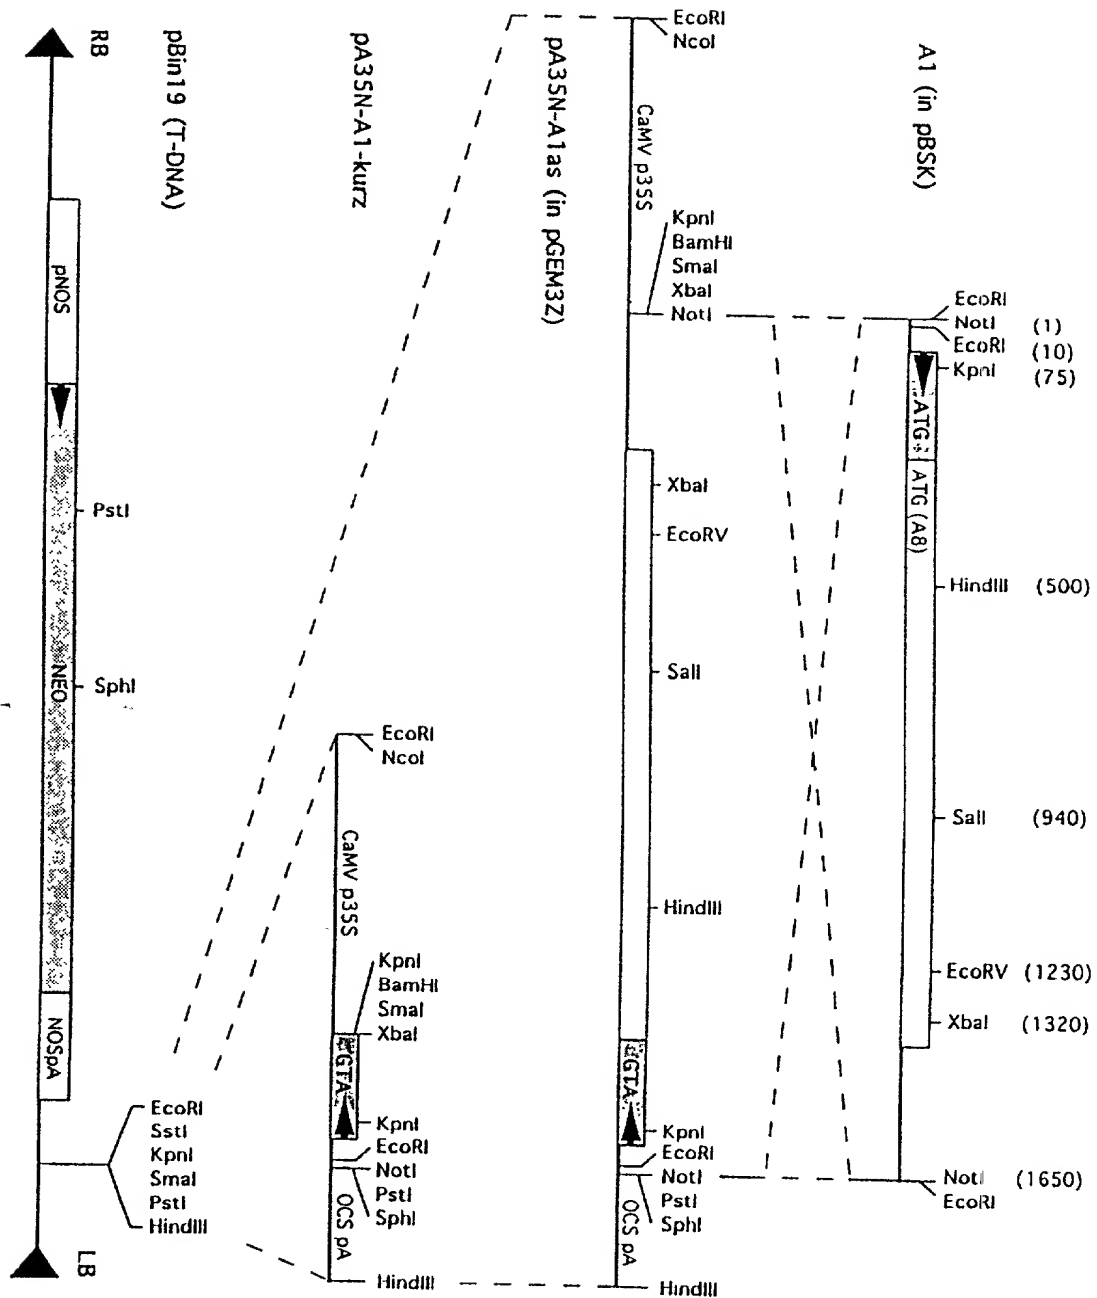 A1 (in pBSK)
EcoRI
NotI (1)
EcoRI (10)
KpnI (75)
ATG
ATG (A8)
HindIII (500)
SalI (940)
EcoRV (1230)
XbaI (1320)
NotI (1650)
EcoRI
pA35N-A1as (in pGEM3Z)
EcoRI
NcoI
CaMV p35S
KpnI
BamHI
SmaI
XbaI
NotI
XbaI
EcoRV
SalI
HindIII
GTA
KpnI
EcoRI
NotI
PstI
SphI
OCS pA
HindIII
pA35N-A1-kurz
EcoRI
NcoI
CaMV p35S
KpnI
BamHI
SmaI
XbaI
GTA
KpnI
EcoRI
NotI
PstI
SphI
OCS pA
HindIII
pBin19 (T-DNA)
RB
pNOS
PstI
SphI
NEO
NOSpA
EcoRI
SstI
KpnI
SmaI
PstI
HindIII
LB